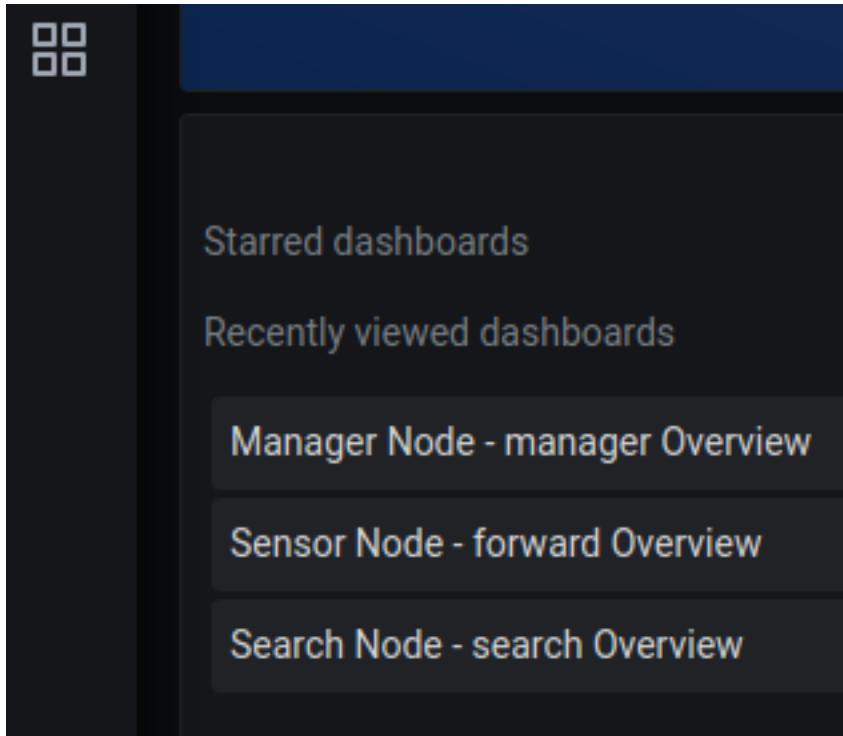 Starred dashboards
Recently viewed dashboards
Manager Node - manager Overview
Sensor Node - forward Overview
Search Node - search Overview